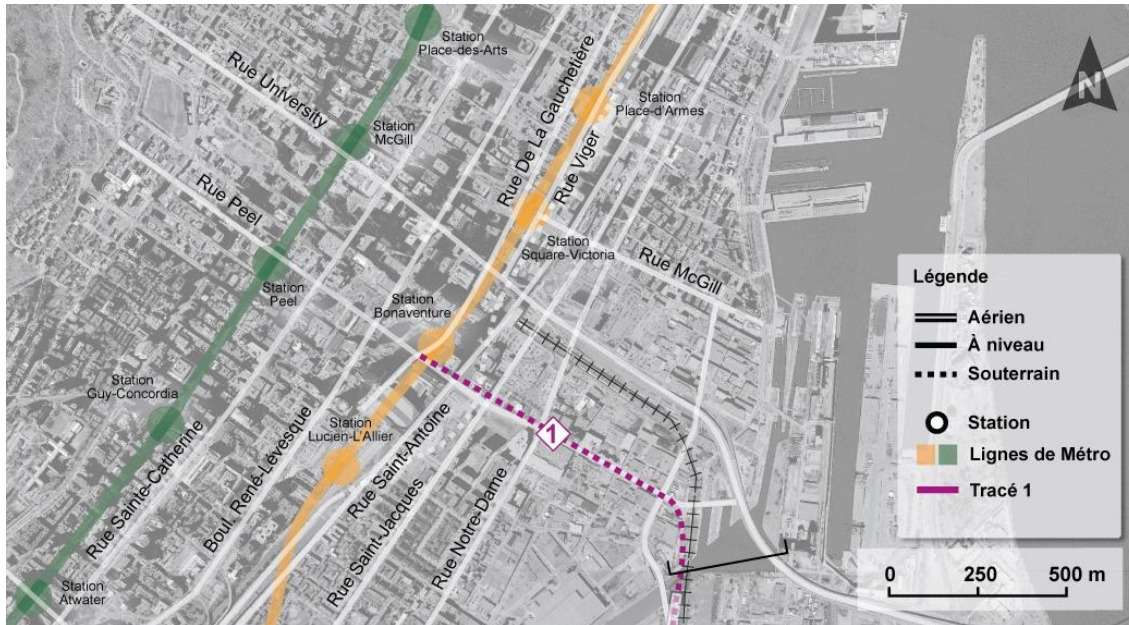 Station
Place-des-Arts
Rue University
Station
McGill
Rue De La Gauchetière
Station
Place-d'Armes
Rue Viger
N
Rue Peel
Station
Peel
Station
Square-Victoria
Rue McGill
Station
Bonaventure
Station
Guy-Concordia
Station
Lucien-L'Allier
1
Rue Sainte-Catherine
Boul. René-Lévesque
Rue Saint-Antoine
Rue Saint-Jacques
Rue Notre-Dame
Station
Atwater
Légende
Aérien
À niveau
Souterrain
Station
Lignes de Métro
Tracé 1
0 250 500 m